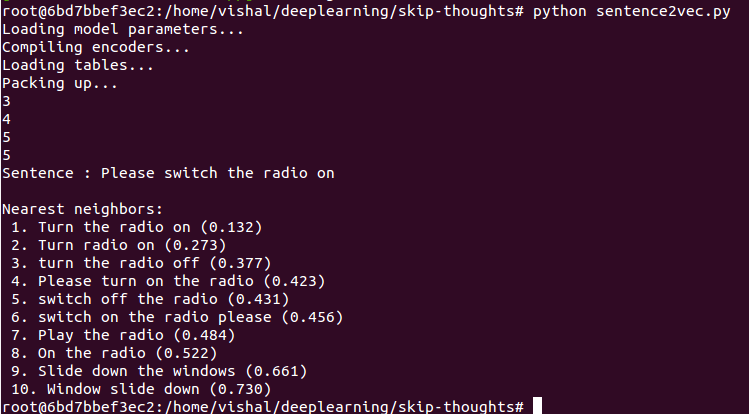 root@6bd7bbef3ec2:/home/vishal/deeplearning/skip-thoughts# python sentence2vec.py
Loading model parameters...
Compiling encoders...
Loading tables...
Packing up...
3
4
5
5
Sentence : Please switch the radio on
Nearest neighbors:
1. Turn the radio on (0.132)
2. Turn radio on (0.273)
3. turn the radio off (0.377)
4. Please turn on the radio (0.423)
5. switch off the radio (0.431)
6. switch on the radio please (0.456)
7. Play the radio (0.484)
8. On the radio (0.522)
9. Slide down the windows (0.661)
10. Window slide down (0.730)
root@6bd7bbef3ec2:/home/vishal/deeplearning/skip-thoughts#